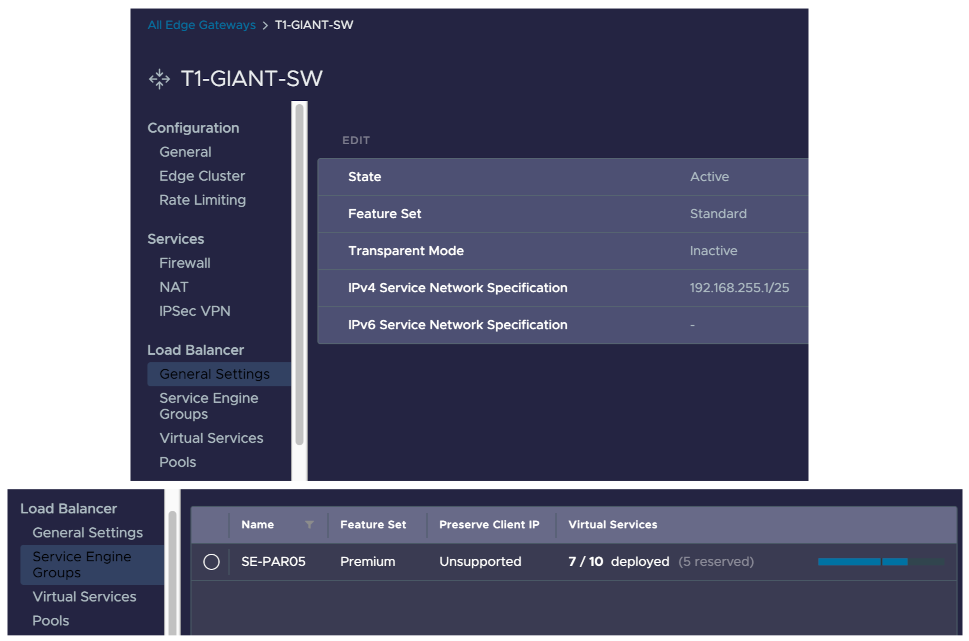 All Edge Gateways > T1-GIANT-SW
T1-GIANT-SW
Configuration
General
Edge Cluster
Rate Limiting
Services
Firewall
NAT
IPSec VPN
Load Balancer
General Settings
Service Engine
Groups
Virtual Services
Pools
EDIT
State Active
Feature Set Standard
Transparent Mode Inactive
IPv4 Service Network Specification 192.168.255.1/25
IPv6 Service Network Specification -
Load Balancer
General Settings
Service Engine
Groups
Virtual Services
Pools
Name Feature Set Preserve Client IP Virtual Services
SE-PAR05 Premium Unsupported 7 / 10 deployed (5 reserved)